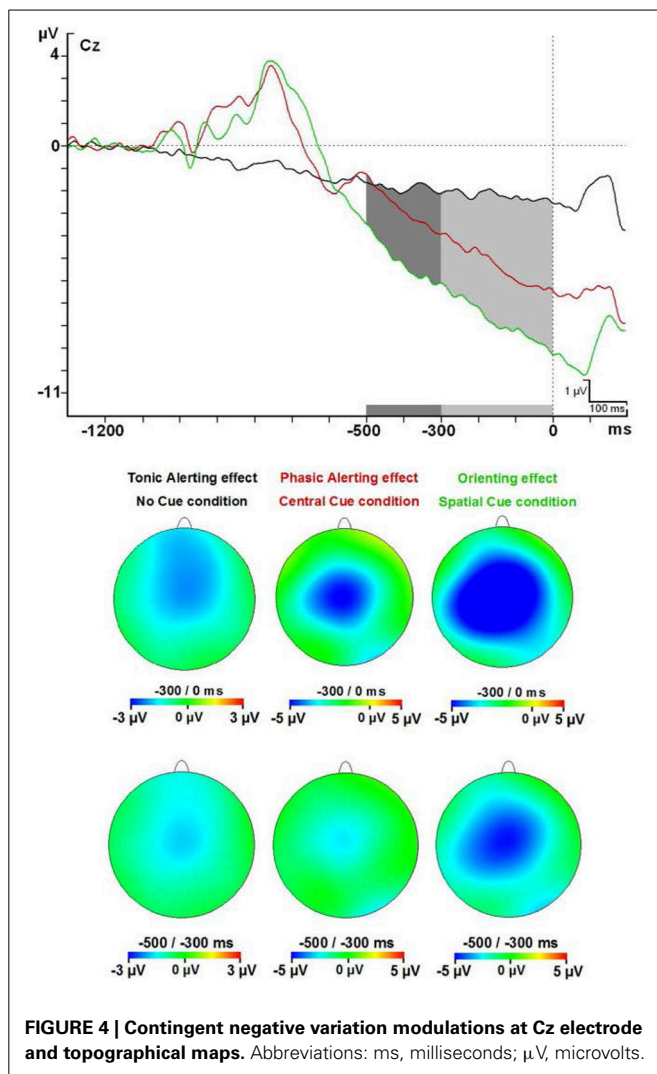 µV
Cz
4
0
-11
1 µV
100 ms
-1200 -500 -300 0 ms
Tonic Alerting effect Phasic Alerting effect Orienting effect
No Cue condition Central Cue condition Spatial Cue condition
-300 / 0 ms -300 / 0 ms -300 / 0 ms
-3 µV 0 µV 3 µV -5 µV 0 µV 5 µV -5 µV 0 µV 5 µV
-500 / -300 ms -500 / -300 ms -500 / -300 ms
-3 µV 0 µV 3 µV -5 µV 0 µV 5 µV -5 µV 0 µV 5 µV
FIGURE 4 | Contingent negative variation modulations at Cz electrode
and topographical maps. Abbreviations: ms, milliseconds; µV, microvolts.